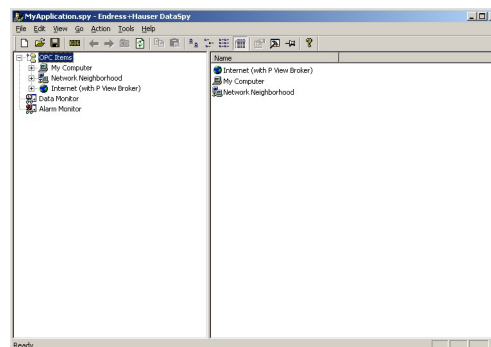 MyApplication.spy - Endress+Hauser DataSpy
File Edit View Go Action Tools Help
OPC Items
My Computer
Network Neighborhood
Internet (with P View Broker)
Data Monitor
Alarm Monitor
Name
Internet (with P View Broker)
My Computer
Network Neighborhood
Ready